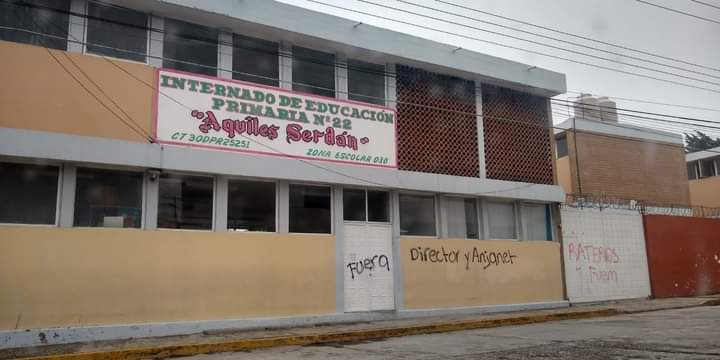 INTERNADO DE EDUCACIÓN
PRIMARIA Nº 22
"Aquiles Serdán"
CT 30DPR2525I
ZONA ESCOLAR 030
Fuera
Director y Anjanet
RATEROS
Fuera